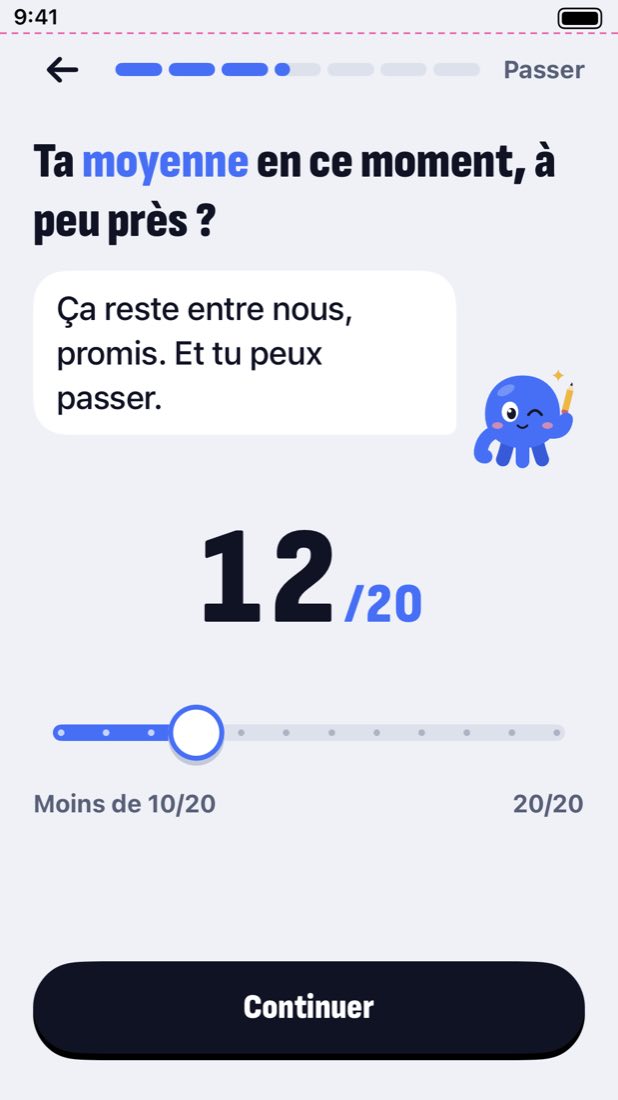 9:41
Passer
Ta moyenne en ce moment, à
peu près ?
Ça reste entre nous,
promis. Et tu peux
passer.
12/20
Moins de 10/20
20/20
Continuer